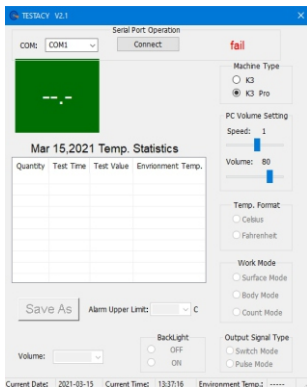 TESTACY V2.1
Serial Port Operation
COM: COM1 Connect fail
--.-
Machine Type
K3
K3 Pro
PC Volume Setting
Speed: 1
Volume: 80
Mar 15,2021 Temp. Statistics
Quantity Test Time Test Value Envrionment Temp.
Temp. Format
Celsius
Fahrenheit
Work Mode
Surface Mode
Body Mode
Count Mode
Save As Alarm Upper Limit: C
BackLight
OFF
ON
Volume:
Output Signal Type
Switch Mode
Pulse Mode
Current Date: 2021-03-15 Current Time: 13:37:16 Environment Temp.: -----